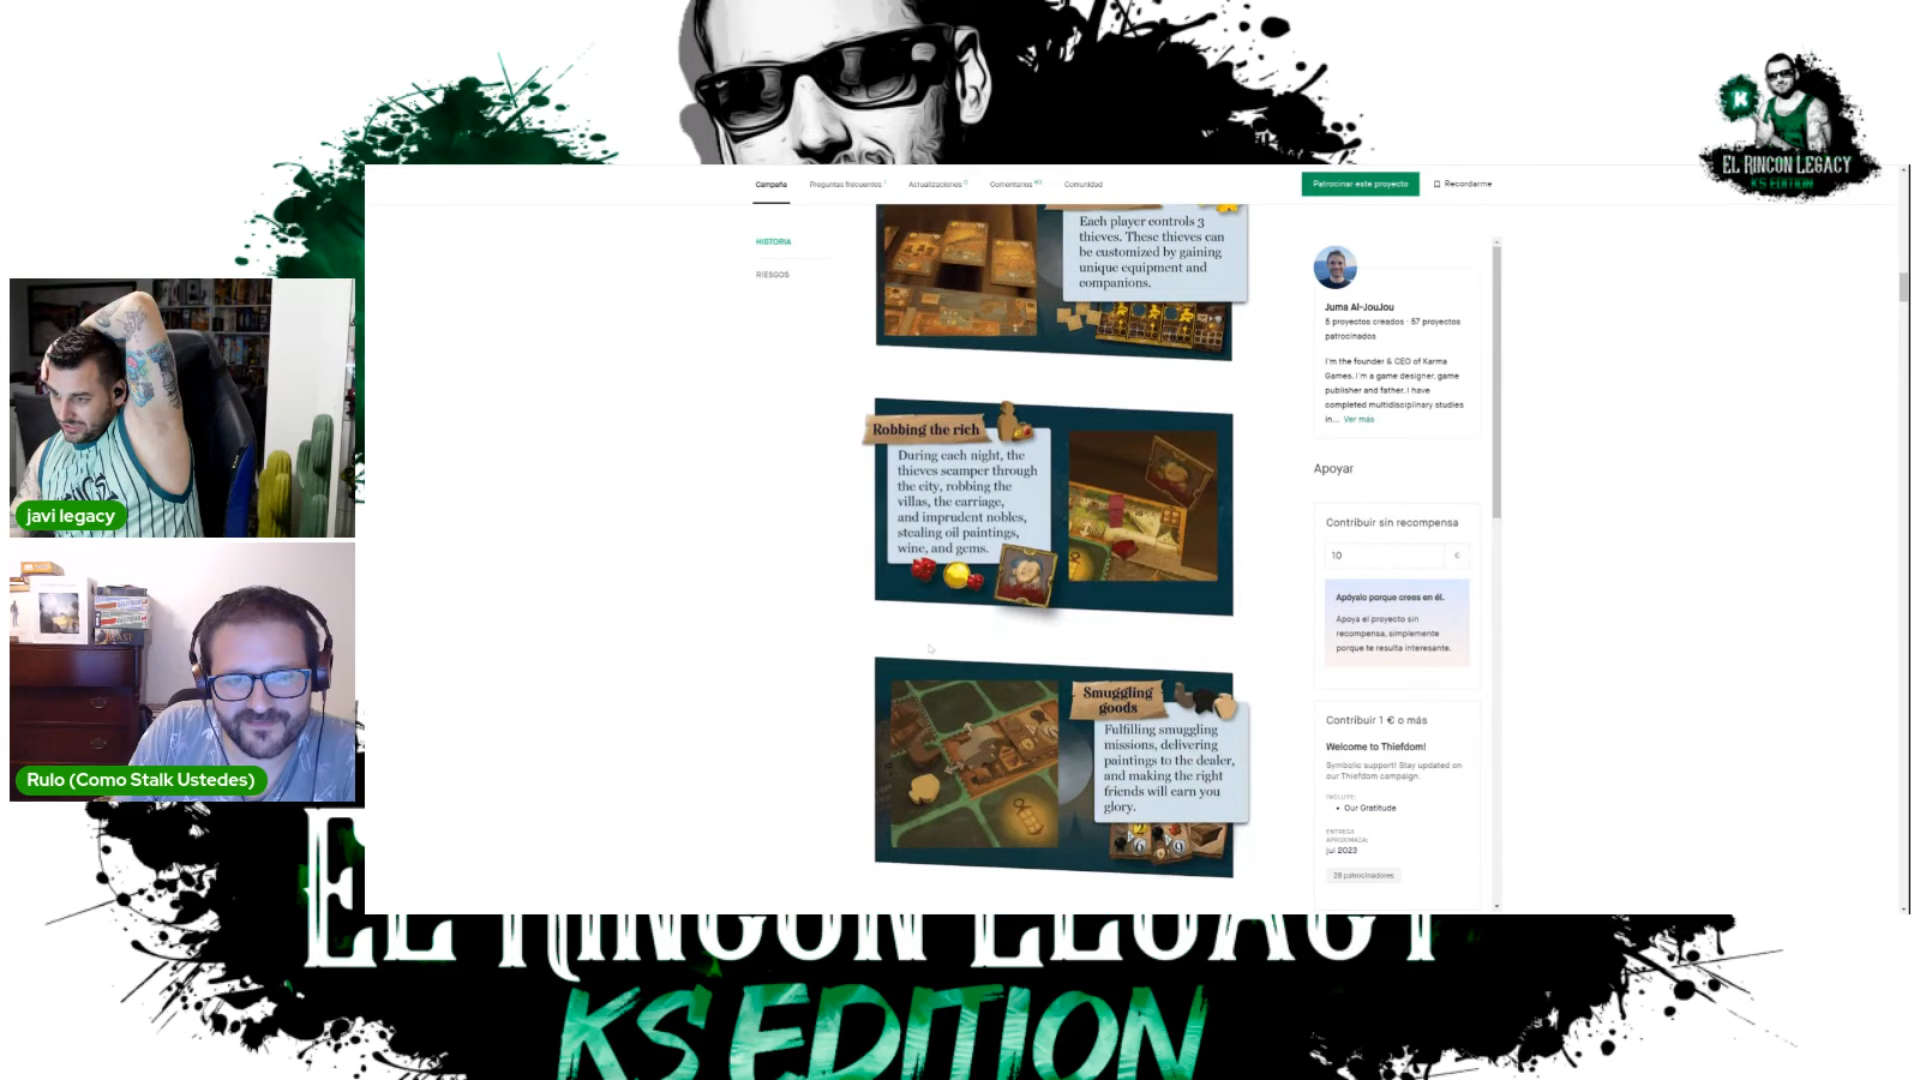 EL RINCON LEGACY
KS EDITION
Campaña
Preguntas frecuentes 1
Actualizaciones
Comentarios
Comunidad
Patrocinar este proyecto
Recordarme
HISTORIA
RIESGOS
Each player controls 3
thieves. These thieves can
be customized by gaining
unique equipment and
companions.
Robbing the rich
During each night, the
thieves scamper through
the city, robbing the
villas, the carriage,
and imprudent nobles,
stealing oil paintings,
wine, and gems.
Smuggling
goods
Fulfilling smuggling
missions, delivering
paintings to the dealer,
and making the right
friends will earn you
glory.
Juma Al-JouJou
5 proyectos creados · 57 proyectos
patrocinados
I'm the founder & CEO of Karma
Games. I'm a game designer, game
publisher and father. I have
completed multidisciplinary studies
in... Ver más
Apoyar
Contribuir sin recompensa
10 €
Apóyalo porque crees en él.
Apoya el proyecto sin
recompensa, simplemente
porque te resulta interesante.
Contribuir 1 € o más
Welcome to Thiefdom!
Symbolic support! Stay updated on
our Thiefdom campaign.
INCLUYE:
• Our Gratitude
ENTREGA
APROXIMADA:
jul 2023
28 patrocinadores
javi legacy
Rulo (Como Stalk Ustedes)
EL RINCON LEGACY
KS EDITION